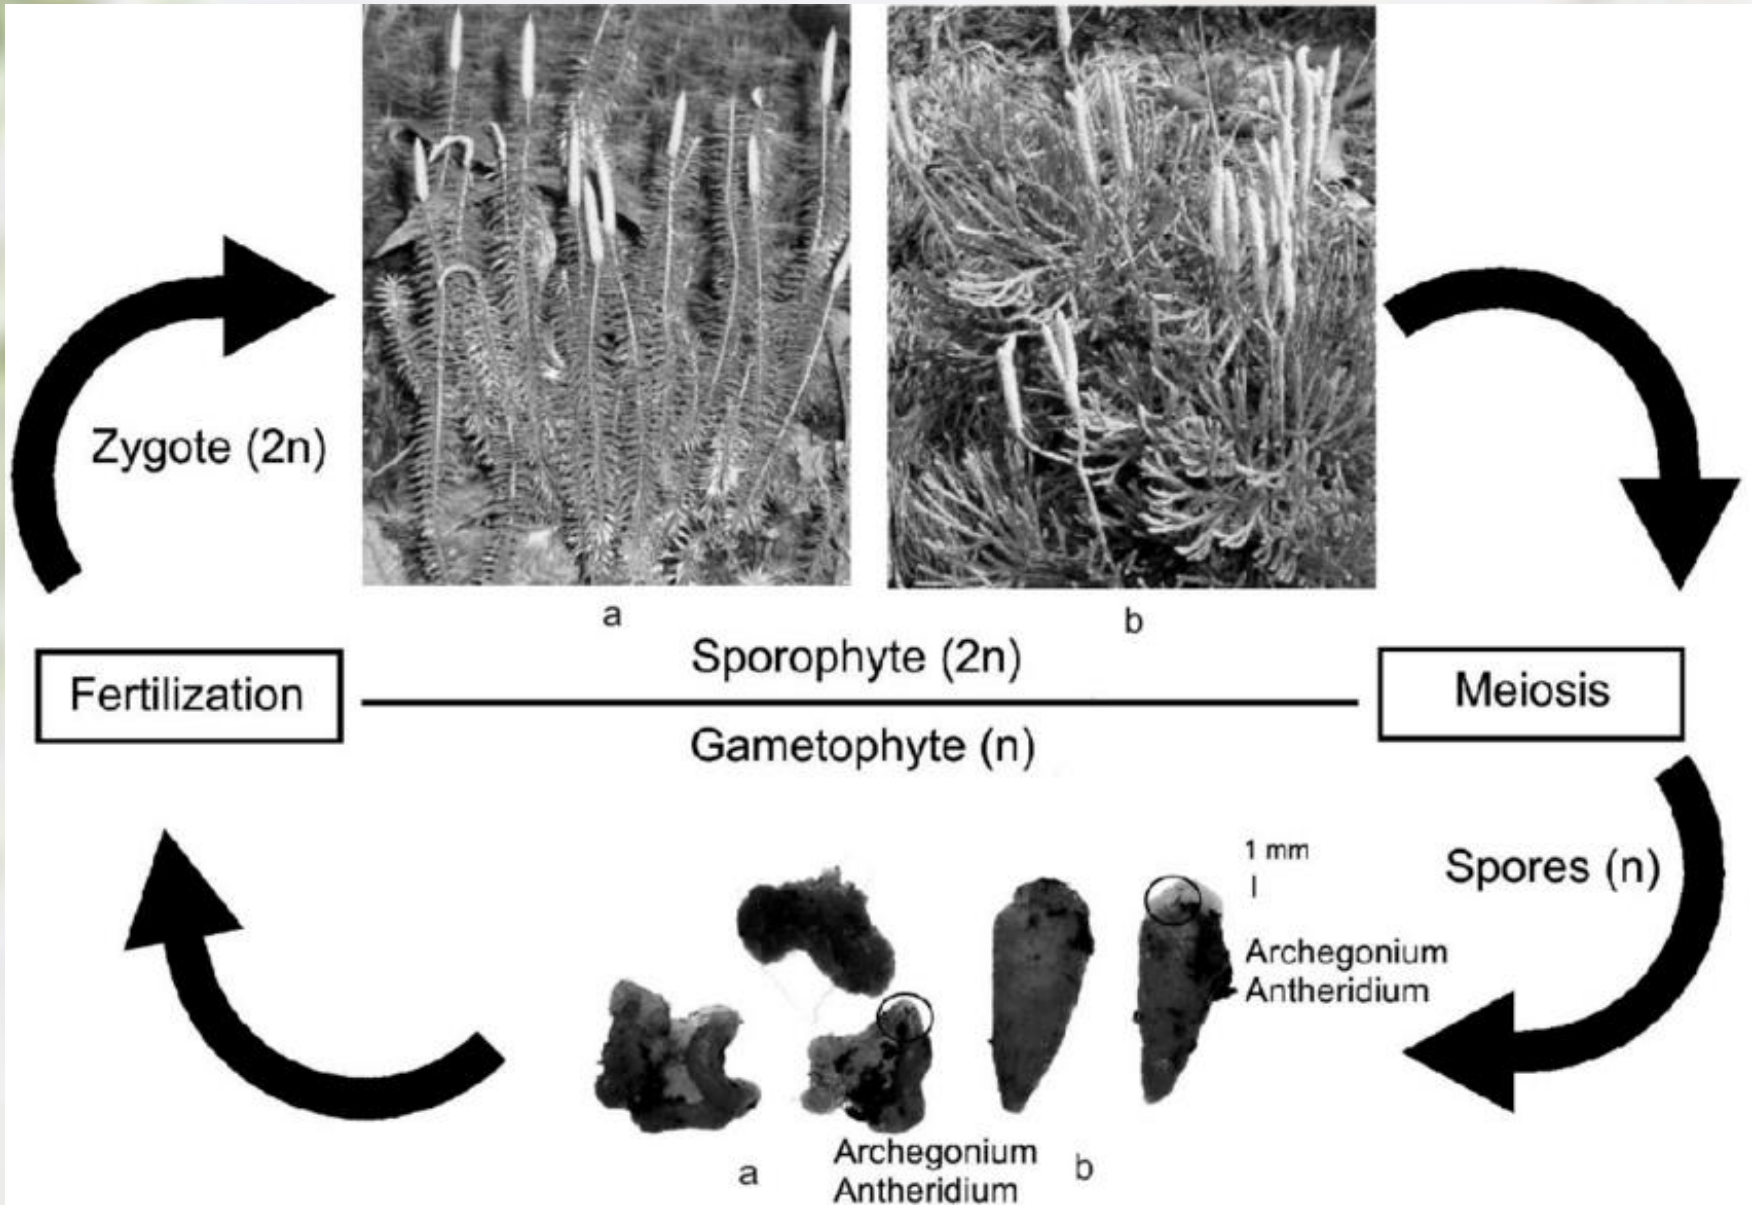 Zygote (2n)
a
b
Sporophyte (2n)
Fertilization
Meiosis
Gametophyte (n)
1 mm
Spores (n)
Archegonium
Antheridium
Archegonium
Antheridium
a
b